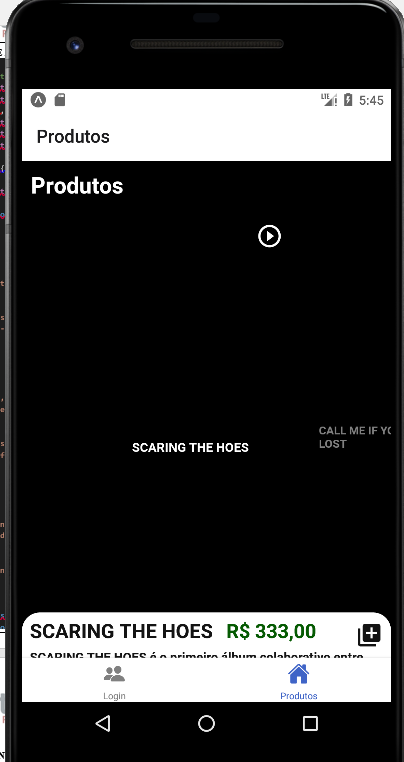 LTE 5:45
Produtos
Produtos
SCARING THE HOES
CALL ME IF YO
LOST
SCARING THE HOES R$ 333,00
SCARING THE HOES é o primeiro álbum colaborativo entre
Login
Produtos